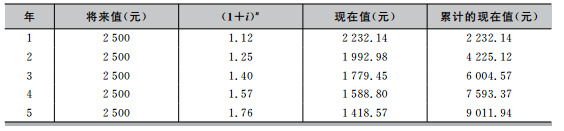 年 将来值(元) (1+i)ⁿ 现在值(元) 累计的现在值(元)
1 2 500 1.12 2 232.14 2 232.14
2 2 500 1.25 1 992.98 4 225.12
3 2 500 1.40 1 779.45 6 004.57
4 2 500 1.57 1 588.80 7 593.37
5 2 500 1.76 1 418.57 9 011.94